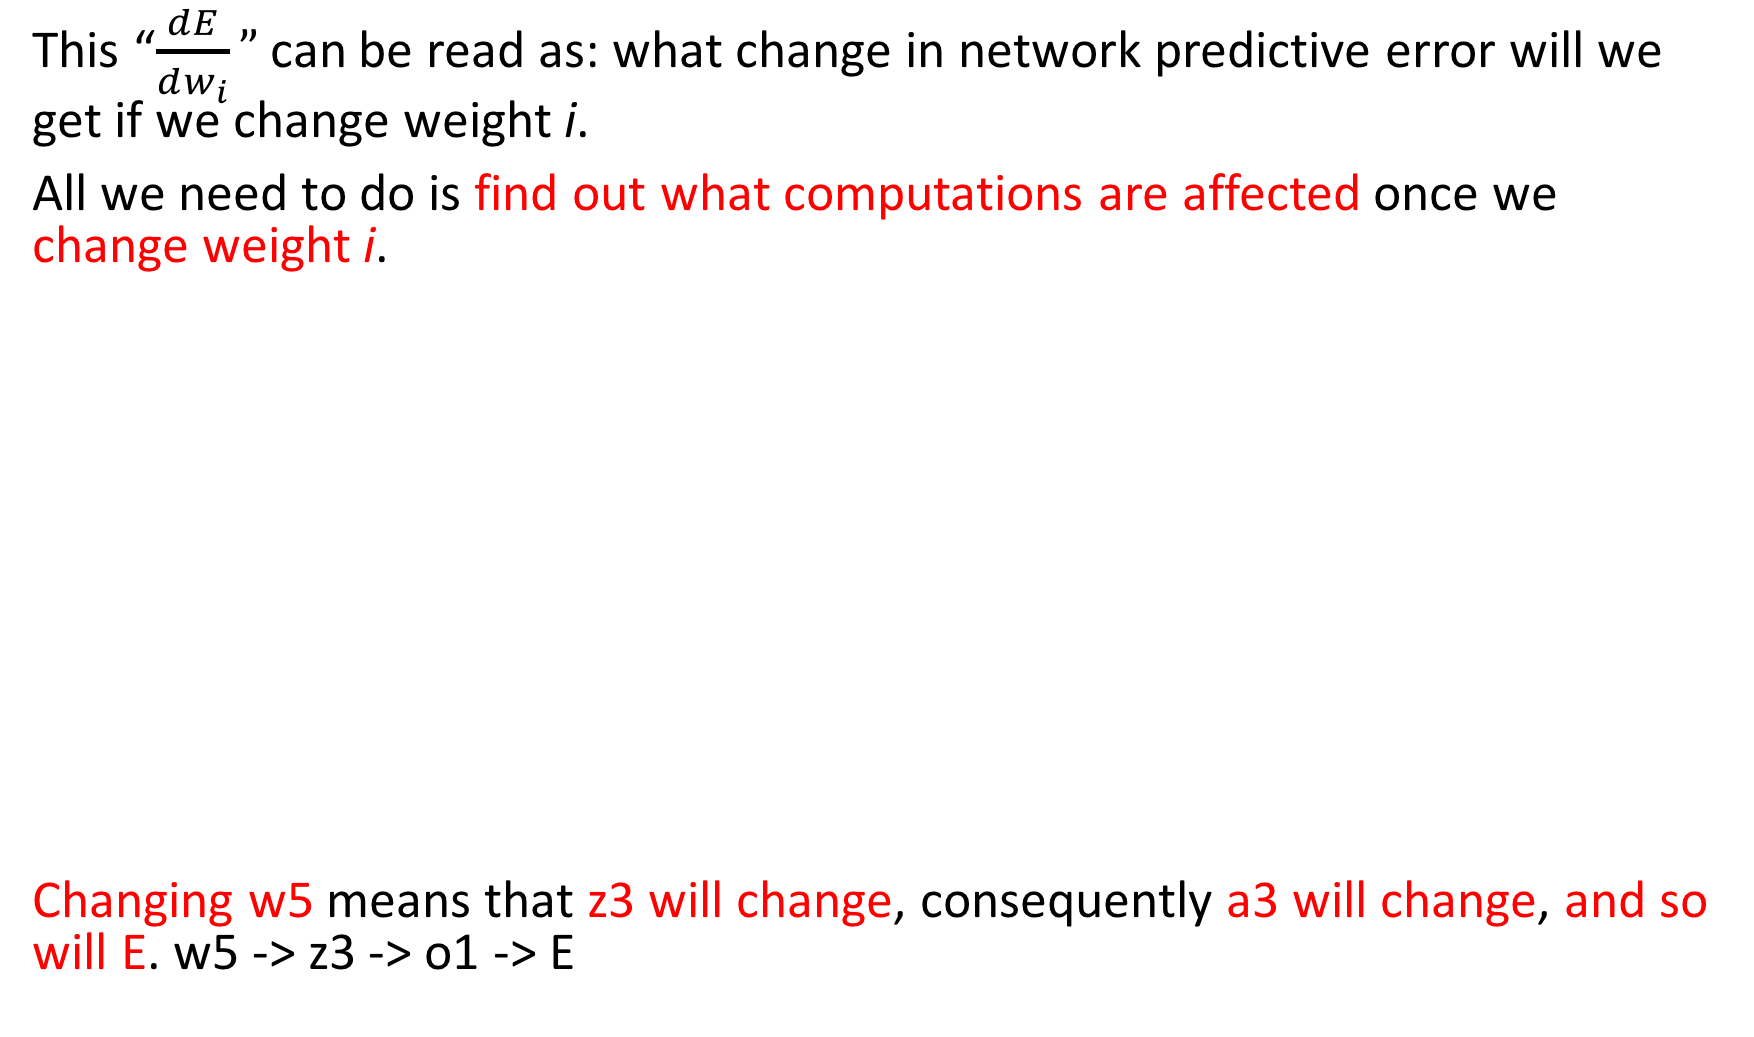 This “dE/dwᵢ” can be read as: what change in network predictive error will we
get if we change weight i.
All we need to do is find out what computations are affected once we
change weight i.
Changing w5 means that z3 will change, consequently a3 will change, and so
will E. w5 -> z3 -> o1 -> E